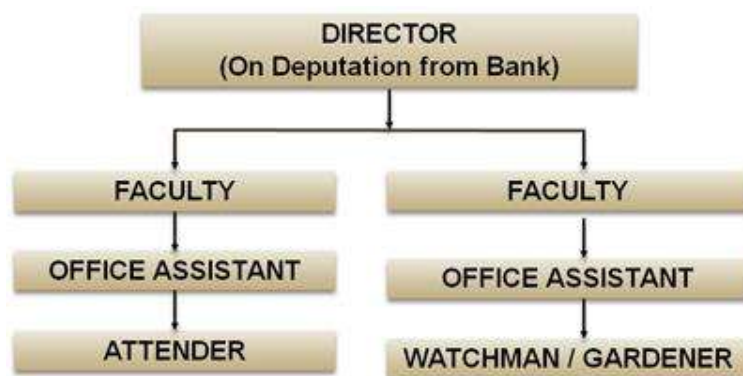 DIRECTOR
(On Deputation from Bank)
FACULTY
FACULTY
OFFICE ASSISTANT
OFFICE ASSISTANT
ATTENDER
WATCHMAN / GARDENER